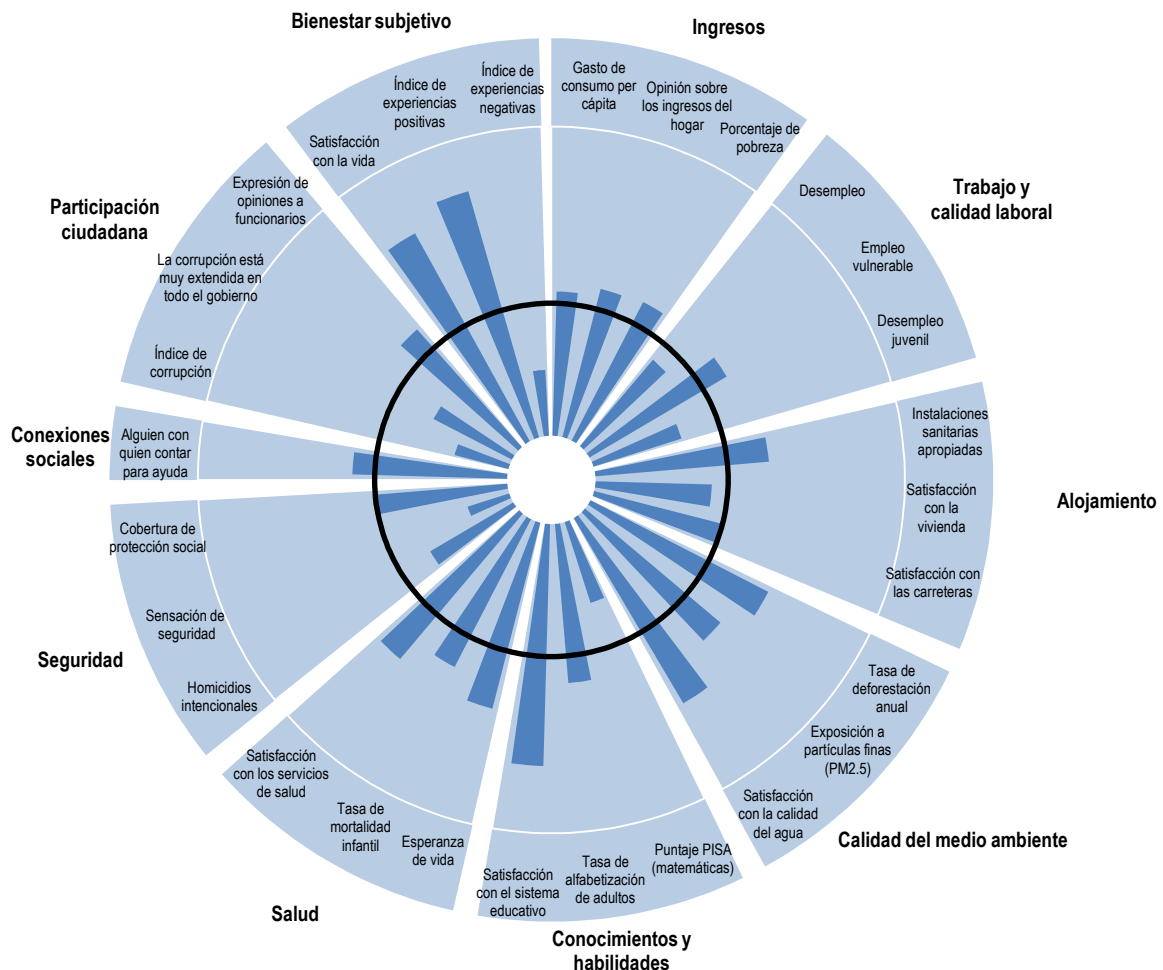 Bienestar subjetivo
Ingresos
Índice de
experiencias
negativas
Índice de
experiencias
positivas
Satisfacción
con la vida
Gasto de
consumo per
cápita
Opinión sobre
los ingresos del
hogar
Porcentaje de
pobreza
Trabajo y
calidad laboral
Desempleo
Empleo
vulnerable
Desempleo
juvenil
Alojamiento
Instalaciones
sanitarias
apropiadas
Satisfacción
con la
vivienda
Satisfacción con
las carreteras
Calidad del medio ambiente
Tasa de
deforestación
anual
Exposición a
partículas finas
(PM2.5)
Satisfacción
con la calidad
del agua
Conocimientos y
habilidades
Puntaje PISA
(matemáticas)
Tasa de
alfabetización
de adultos
Satisfacción
con el sistema
educativo
Salud
Esperanza
de vida
Tasa de
mortalidad
infantil
Satisfacción
con los servicios
de salud
Seguridad
Homicidios
intencionales
Sensación de
seguridad
Cobertura de
protección social
Conexiones
sociales
Alguien con
quien contar
para ayuda
Participación
ciudadana
Índice de
corrupción
La corrupción está
muy extendida en
todo el gobierno
Expresión de
opiniones a
funcionarios